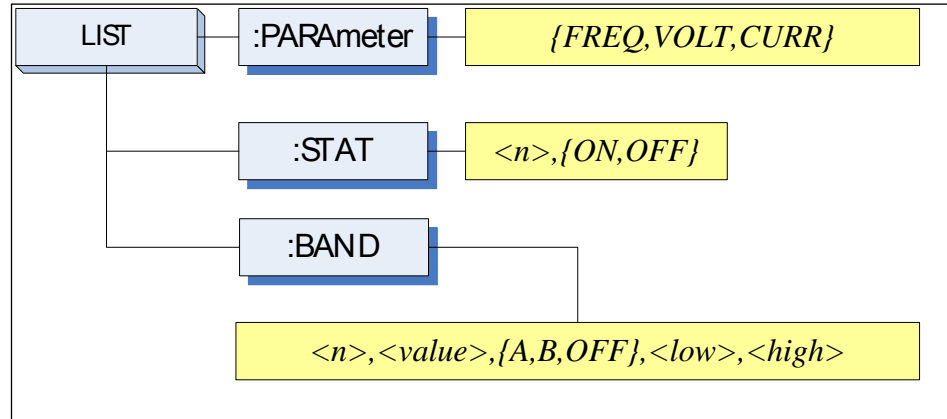 LIST :PARAmeter {FREQ,VOLT,CURR}
:STAT <n>,{ON,OFF}
:BAND
<n>,<value>,{A,B,OFF},<low>,<high>